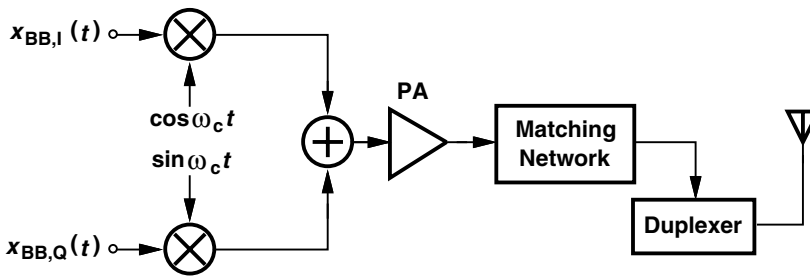 x_BB,I (t)
cos ω_c t
sin ω_c t
x_BB,Q (t)
PA
Matching
Network
Duplexer